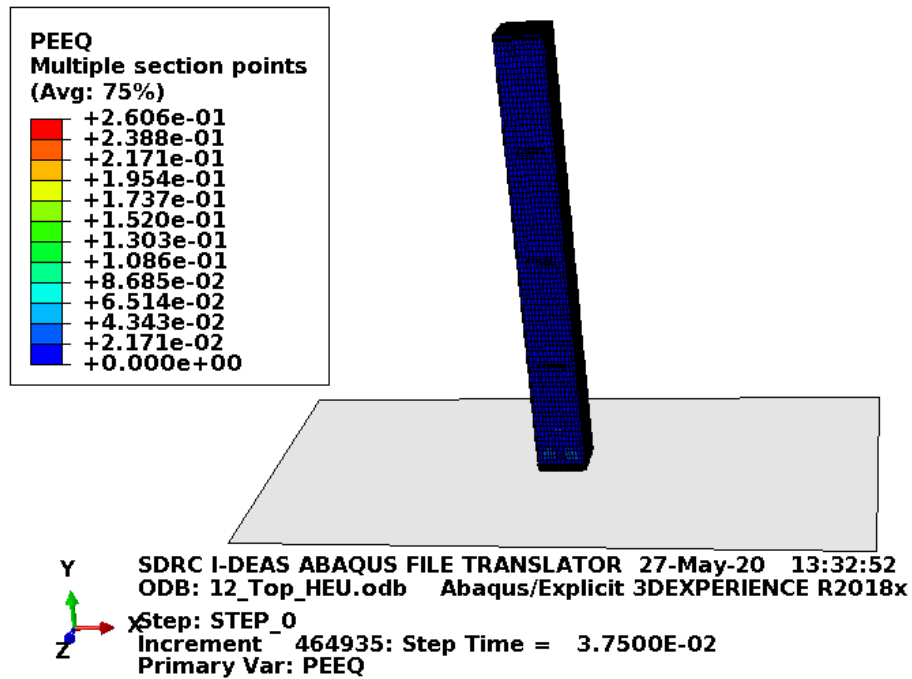 PEEQ
Multiple section points
(Avg: 75%)
+2.606e-01
+2.388e-01
+2.171e-01
+1.954e-01
+1.737e-01
+1.520e-01
+1.303e-01
+1.086e-01
+8.685e-02
+6.514e-02
+4.343e-02
+2.171e-02
+0.000e+00
Y
X
Z
SDRC I-DEAS ABAQUS FILE TRANSLATOR 27-May-20 13:32:52
ODB: 12_Top_HEU.odb Abaqus/Explicit 3DEXPERIENCE R2018x
Step: STEP_0
Increment 464935: Step Time = 3.7500E-02
Primary Var: PEEQ